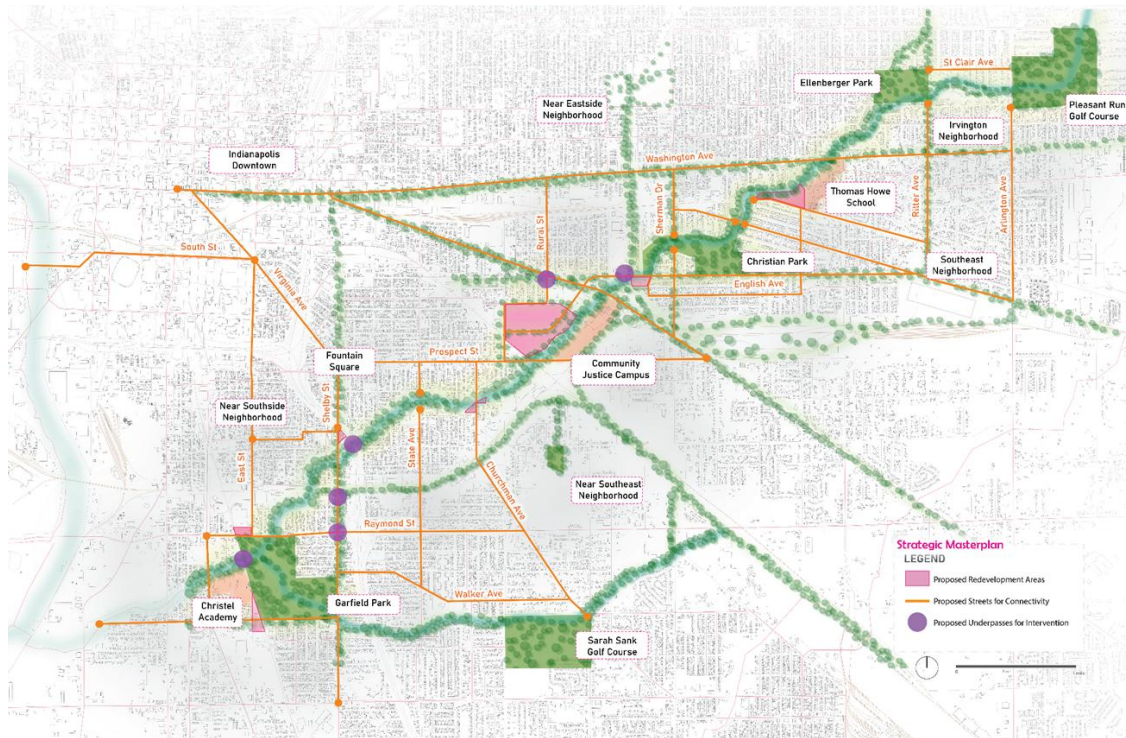 St Clair Ave
Ellenberger Park
Near Eastside
Neighborhood
Pleasant Run
Golf Course
Irvington
Neighborhood
Indianapolis
Downtown
Washington Ave
Thomas Howe
School
Rural St
Sherman Dr
Ritter Ave
Arlington Ave
South St
Virginia Ave
Christian Park
Southeast
Neighborhood
English Ave
Prospect St
Fountain
Square
Community
Justice Campus
Near Southside
Neighborhood
Shelby St
East St
State Ave
Churchman Ave
Near Southeast
Neighborhood
Raymond St
Strategic Masterplan
LEGEND
Proposed Redevelopment Areas
Proposed Streets for Connectivity
Proposed Underpasses for Intervention
Walker Ave
Christel
Academy
Garfield Park
Sarah Sank
Golf Course